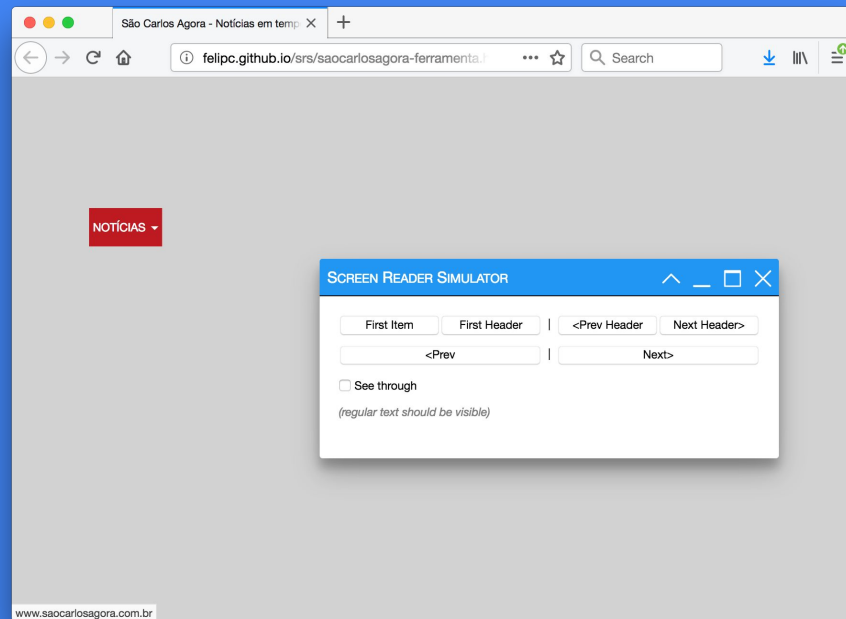 São Carlos Agora - Notícias em temp
felipc.github.io/srs/saocarlosagora-ferramenta.
Search
NOTÍCIAS
SCREEN READER SIMULATOR
First Item First Header | <Prev Header Next Header>
<Prev | Next>
See through
(regular text should be visible)
www.saocarlosagora.com.br